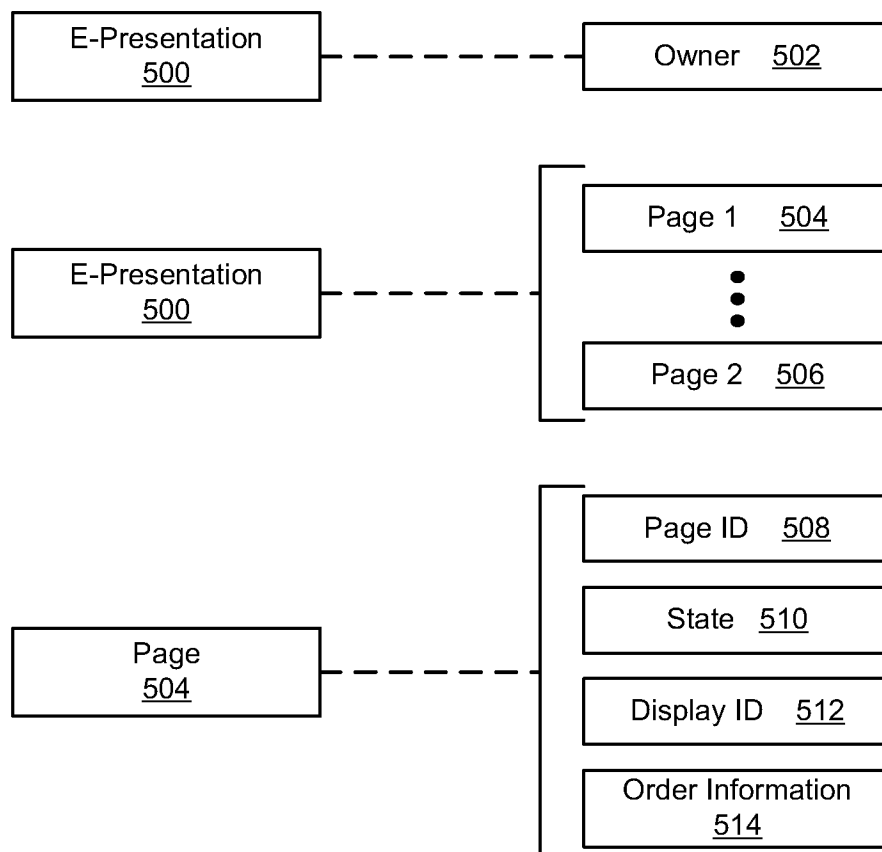 E-Presentation
500
Owner 502
E-Presentation
500
Page 1 504
Page 2 506
Page
504
Page ID 508
State 510
Display ID 512
Order Information
514